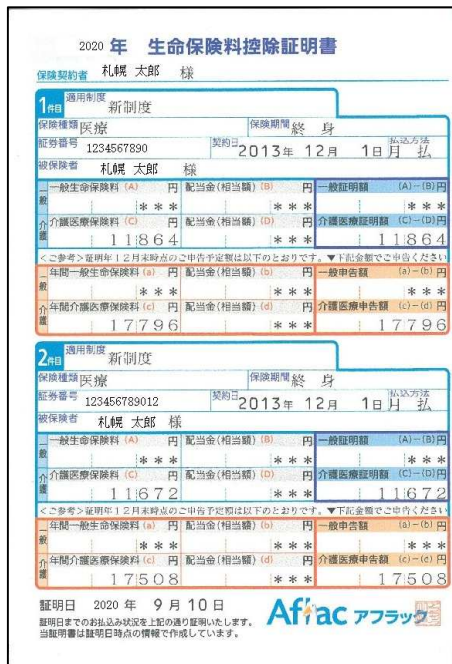 2020 年 生命保険料控除証明書
保険契約者 札幌 太郎 様
1件目 適用制度 新制度
保険種類 医療 保険期間 終 身
証券番号 1234567890 契約日 2013年 12月 1日 払込方法 月 払
被保険者 札幌 太郎 様
一般 一般生命保険料 (A) 円 配当金(相当額) (B) 円 一般証明額 (A)-(B) 円
*** *** ***
介護 介護医療保険料 (C) 円 配当金(相当額) (D) 円 介護医療証明額 (C)-(D) 円
11864 *** 11864
<ご参考>証明年12月末時点のご申告予定額は以下のとおりです。▼下記金額でご申告ください
一般 年間一般生命保険料 (a) 円 配当金(相当額) (b) 円 一般申告額 (a)-(b) 円
*** *** ***
介護 年間介護医療保険料 (c) 円 配当金(相当額) (d) 円 介護医療申告額 (c)-(d) 円
17796 *** 17796
2件目 適用制度 新制度
保険種類 医療 保険期間 終 身
証券番号 123456789012 契約日 2013年 12月 1日 払込方法 月 払
被保険者 札幌 太郎 様
一般 一般生命保険料 (A) 円 配当金(相当額) (B) 円 一般証明額 (A)-(B) 円
*** *** ***
介護 介護医療保険料 (C) 円 配当金(相当額) (D) 円 介護医療証明額 (C)-(D) 円
11672 *** 11672
<ご参考>証明年12月末時点のご申告予定額は以下のとおりです。▼下記金額でご申告ください
一般 年間一般生命保険料 (a) 円 配当金(相当額) (b) 円 一般申告額 (a)-(b) 円
*** *** ***
介護 年間介護医療保険料 (c) 円 配当金(相当額) (d) 円 介護医療申告額 (c)-(d) 円
17508 *** 17508
証明日 2020 年 9月10日 Aflac アフラック
証明日までのお払込み状況を上記の通り証明いたします。
当証明書は証明日時点の情報で作成しています。